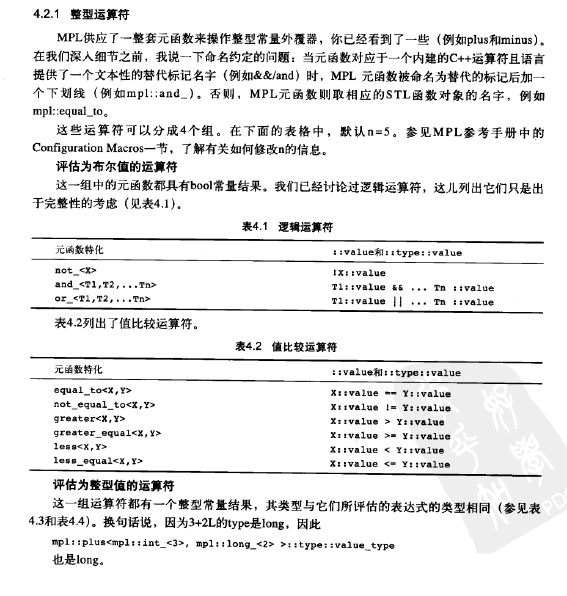 4.2.1 整型运算符
MPL供应了一整套元函数来操作整型常量外覆器,你已经看到了一些(例如plus和minus)。
在我们深入细节之前,我说一下命名约定的问题:当元函数对应于一个内建的C++运算符且语言
提供了一个文本性的替代标记名字(例如&&/and)时,MPL 元函数被命名为替代的标记后加一
个下划线(例如mpl::and_)。否则,MPL元函数则取相应的STL函数对象的名字,例如
mpl::equal_to。
这些运算符可以分成4个组。在下面的表格中,默认n=5。参见MPL参考手册中的
Configuration Macros一节,了解有关如何修改n的信息。
评估为布尔值的运算符
这一组中的元函数都具有bool常量结果。我们已经讨论过逻辑运算符,这儿列出它们只是出
于完整性的考虑(见表4.1)。
表4.1 逻辑运算符
元函数特化 ::value和::type::value
not_<X> !X::value
and_<T1,T2,...Tn> T1::value && ... Tn ::value
or_<T1,T2,...Tn> T1::value || ... Tn ::value
表4.2列出了值比较运算符。
表4.2 值比较运算符
元函数特化 ::value和::type::value
equal_to<X,Y> X::value == Y::value
not_equal_to<X,Y> X::value != Y::value
greater<X,Y> X::value > Y::value
greater_equal<X,Y> X::value >= Y::value
less<X,Y> X::value < Y::value
less_equal<X,Y> X::value <= Y::value
评估为整型值的运算符
这一组运算符都有一个整型常量结果,其类型与它们所评估的表达式的类型相同(参见表
4.3和表4.4)。换句话说,因为3+2L的type是long,因此
mpl::plus<mpl::int_<3>, mpl::long_<2> >::type::value_type
也是long。